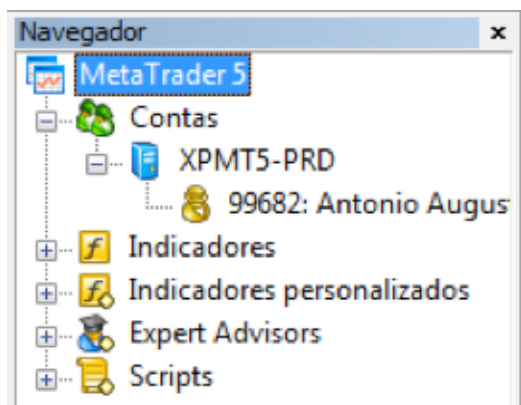 Navegador
MetaTrader 5
Contas
XPMT5-PRD
99682: Antonio Augus
Indicadores
Indicadores personalizados
Expert Advisors
Scripts